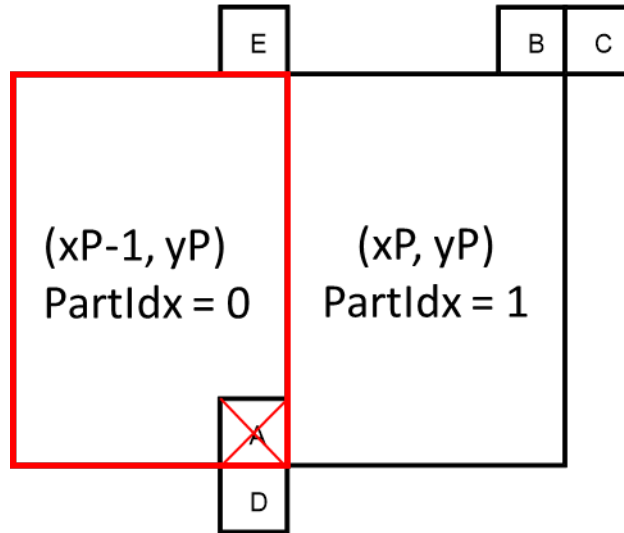 E
B
C
(xP-1, yP)
PartIdx = 0
(xP, yP)
PartIdx = 1
A
D